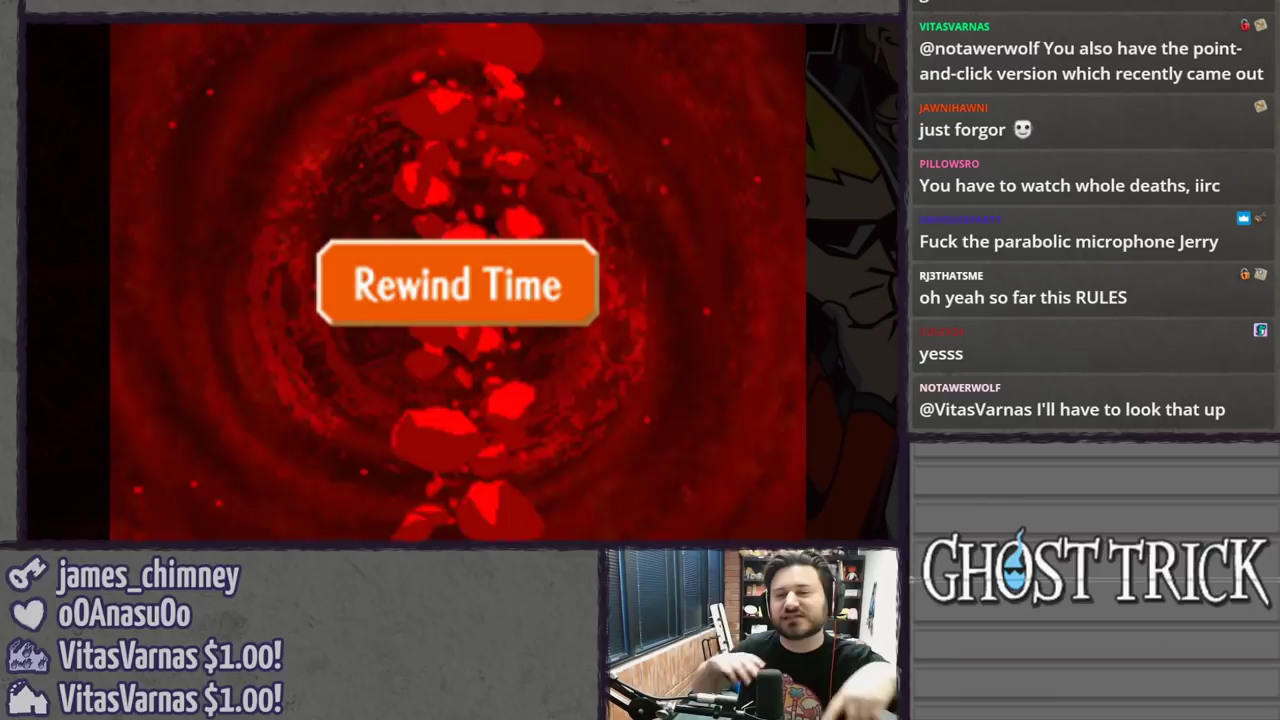 VITASVARNAS
@notawerwolf You also have the point-
and-click version which recently came out
JAWNIHAWNI
just forgor
PILLOWSRO
You have to watch whole deaths, iirc
Fuck the parabolic microphone Jerry
RJ3THATSME
oh yeah so far this RULES
yesss
NOTAWERWOLF
@VitasVarnas I'll have to look that up
Rewind Time
GHOST TRICK
james_chimney
oOAnasuOo
VitasVarnas $1.00!
VitasVarnas $1.00!